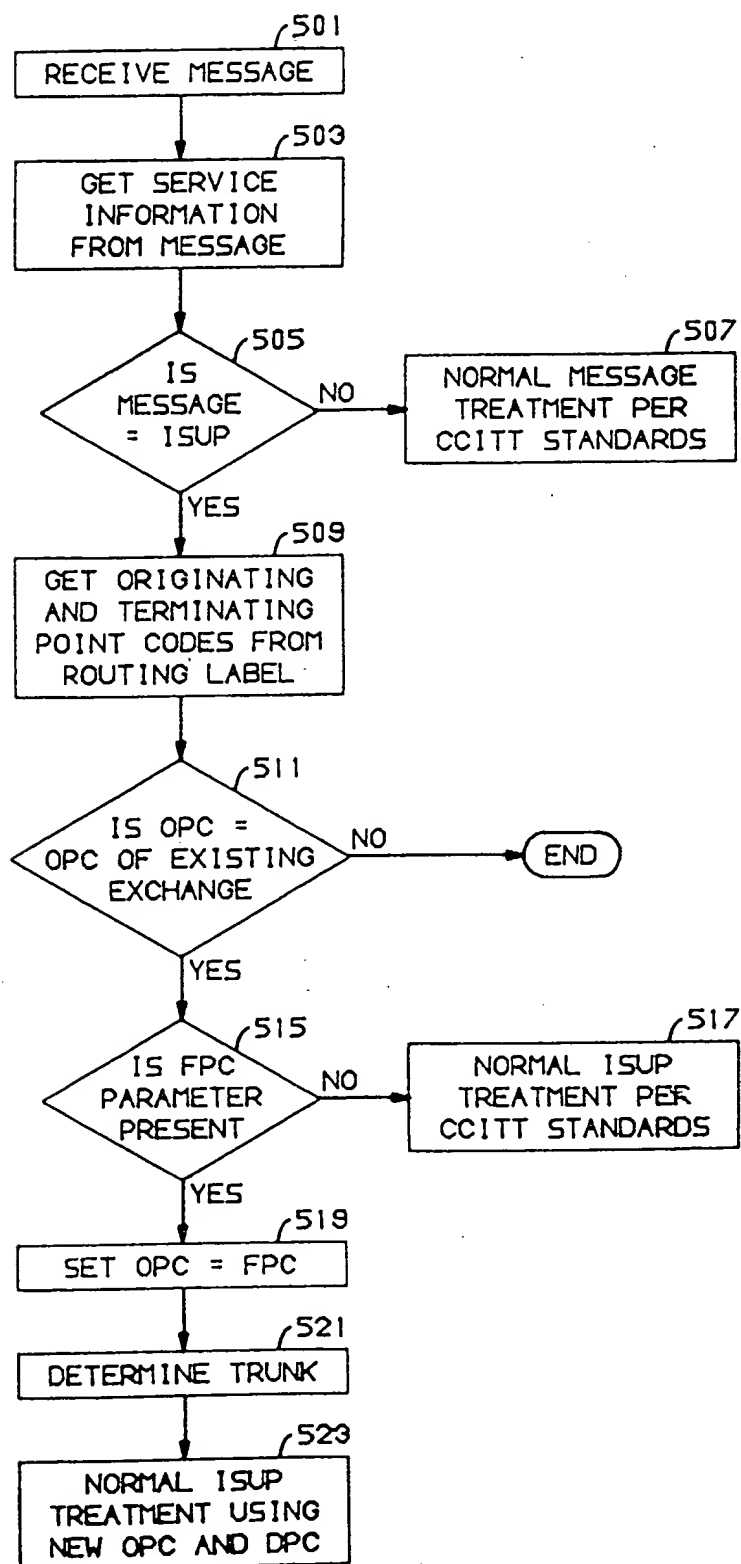 501
RECEIVE MESSAGE
503
GET SERVICE
INFORMATION
FROM MESSAGE
505
IS
MESSAGE
= ISUP
NO
507
NORMAL MESSAGE
TREATMENT PER
CCITT STANDARDS
YES
509
GET ORIGINATING
AND TERMINATING
POINT CODES FROM
ROUTING LABEL
511
IS OPC =
OPC OF EXISTING
EXCHANGE
NO
END
YES
515
IS FPC
PARAMETER
PRESENT
NO
517
NORMAL ISUP
TREATMENT PER
CCITT STANDARDS
YES
519
SET OPC = FPC
521
DETERMINE TRUNK
523
NORMAL ISUP
TREATMENT USING
NEW OPC AND DPC